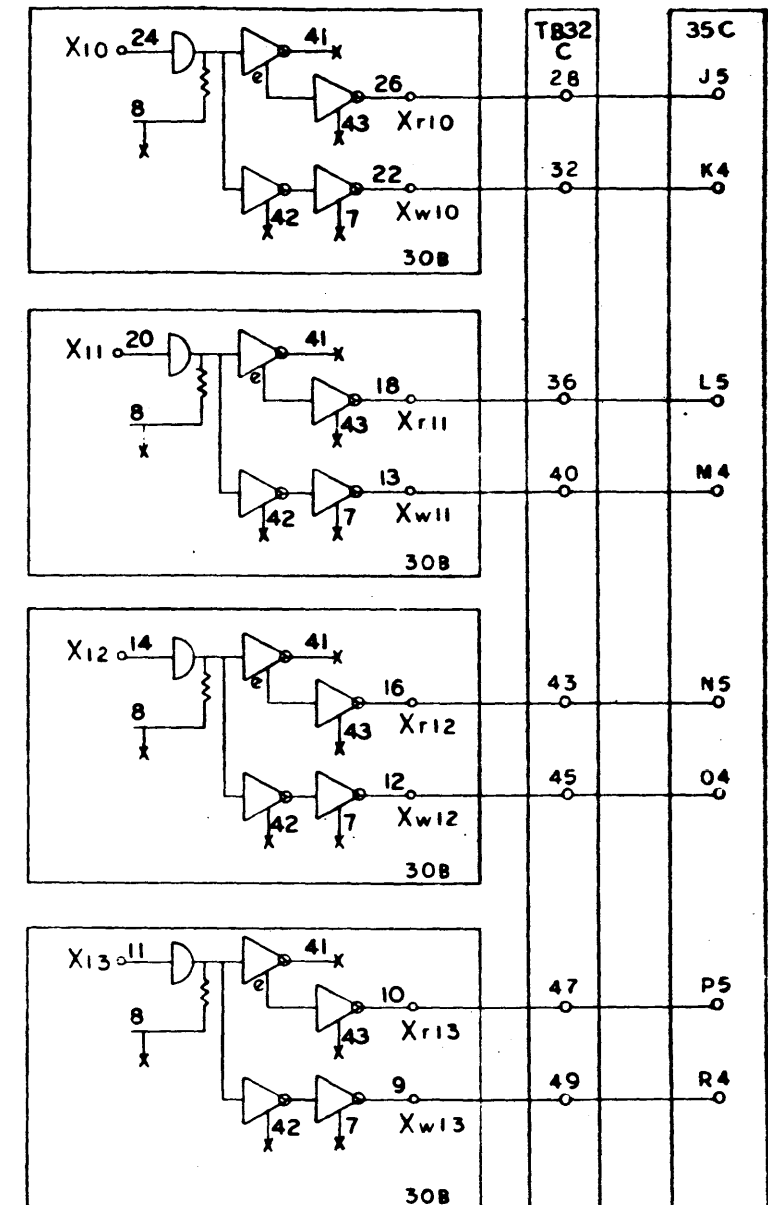 TB32 C
35C
X10 24 41
e 26 28 J5
8 43 Xr10
22 32 K4
42 7 Xw10
30B
X11 20 41
e 18 36 L5
8 43 Xr11
13 40 M4
42 7 Xw11
30B
X12 14 41
e 16 43 N5
8 43 Xr12
12 45 O4
42 7 Xw12
30B
X13 11 41
e 10 47 P5
8 43 Xr13
9 49 R4
42 7 Xw13
30B